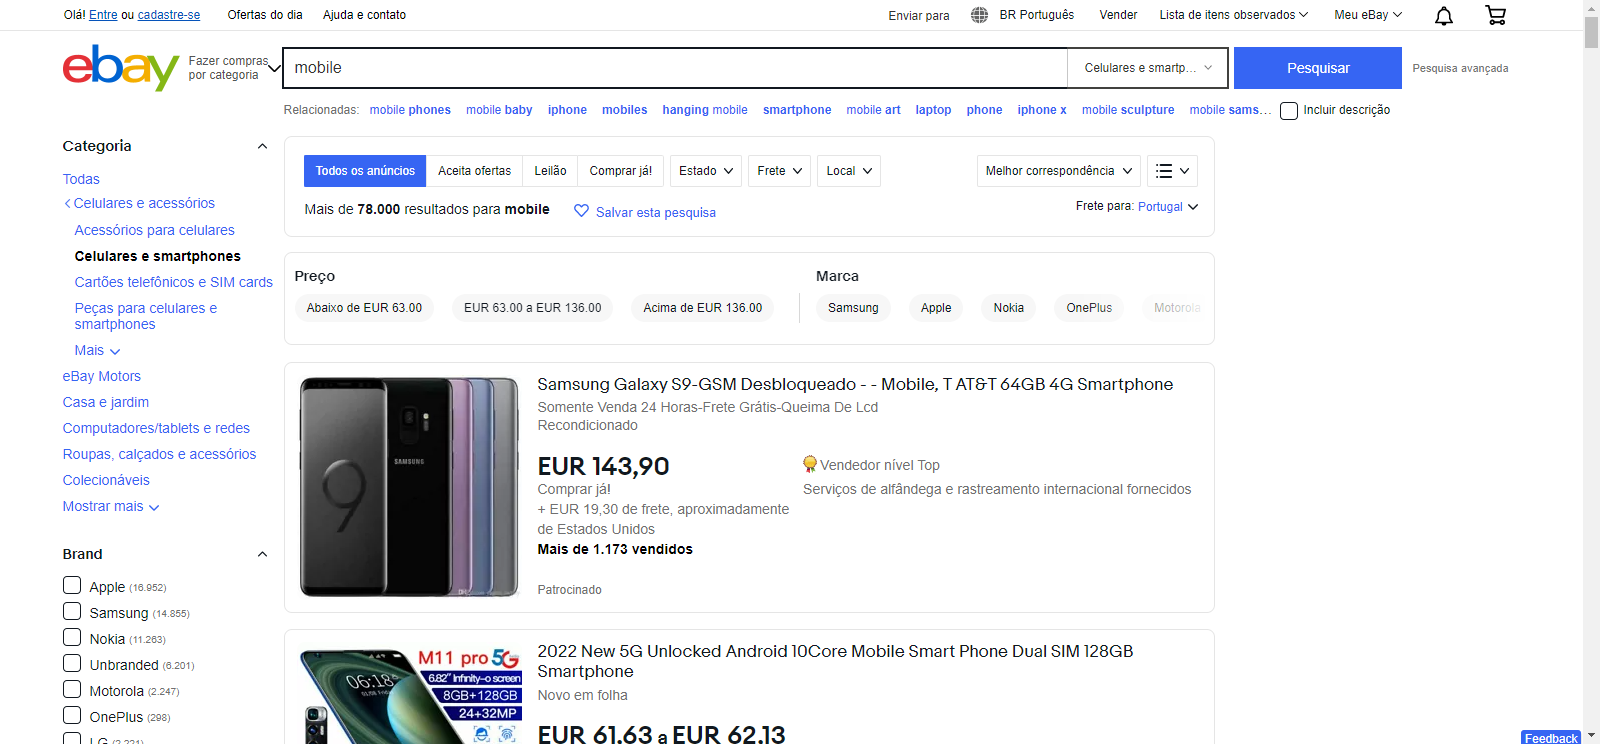 Olá! Entre ou cadastre-se
Ofertas do dia
Ajuda e contato
Enviar para
BR Português
Vender
Lista de itens observados
Meu eBay
ebay
Fazer compras
por categoria
mobile
Celulares e smartp...
Pesquisar
Pesquisa avançada
Relacionadas: mobile phones mobile baby iphone mobiles hanging mobile smartphone mobile art laptop phone iphone x mobile sculpture mobile sams...
Incluir descrição
Categoria
Todas
Celulares e acessórios
Acessórios para celulares
Celulares e smartphones
Cartões telefônicos e SIM cards
Peças para celulares e
smartphones
Mais
eBay Motors
Casa e jardim
Computadores/tablets e redes
Roupas, calçados e acessórios
Colecionáveis
Mostrar mais
Brand
Apple (16.952)
Samsung (14.855)
Nokia (11.263)
Unbranded (6.201)
Motorola (2.247)
OnePlus (298)
LG (2.221)
Todos os anúncios
Aceita ofertas
Leilão
Comprar já!
Estado
Frete
Local
Melhor correspondência
Mais de 78.000 resultados para mobile
Salvar esta pesquisa
Frete para: Portugal
Preço
Abaixo de EUR 63.00
EUR 63.00 a EUR 136.00
Acima de EUR 136.00
Marca
Samsung
Apple
Nokia
OnePlus
Motorola
SAMSUNG
9
Samsung Galaxy S9-GSM Desbloqueado - - Mobile, T AT&T 64GB 4G Smartphone
Somente Venda 24 Horas-Frete Grátis-Queima De Lcd
Recondicionado
EUR 143,90
Comprar já!
+ EUR 19,30 de frete, aproximadamente
de Estados Unidos
Mais de 1.173 vendidos
Patrocinado
Vendedor nível Top
Serviços de alfândega e rastreamento internacional fornecidos
M11 pro 5G
6.82” Infinity-o screen
8GB+128GB
24+32MP
06:18
2022 New 5G Unlocked Android 10Core Mobile Smart Phone Dual SIM 128GB
Smartphone
Novo em folha
EUR 61,63 a EUR 62,13
Feedback